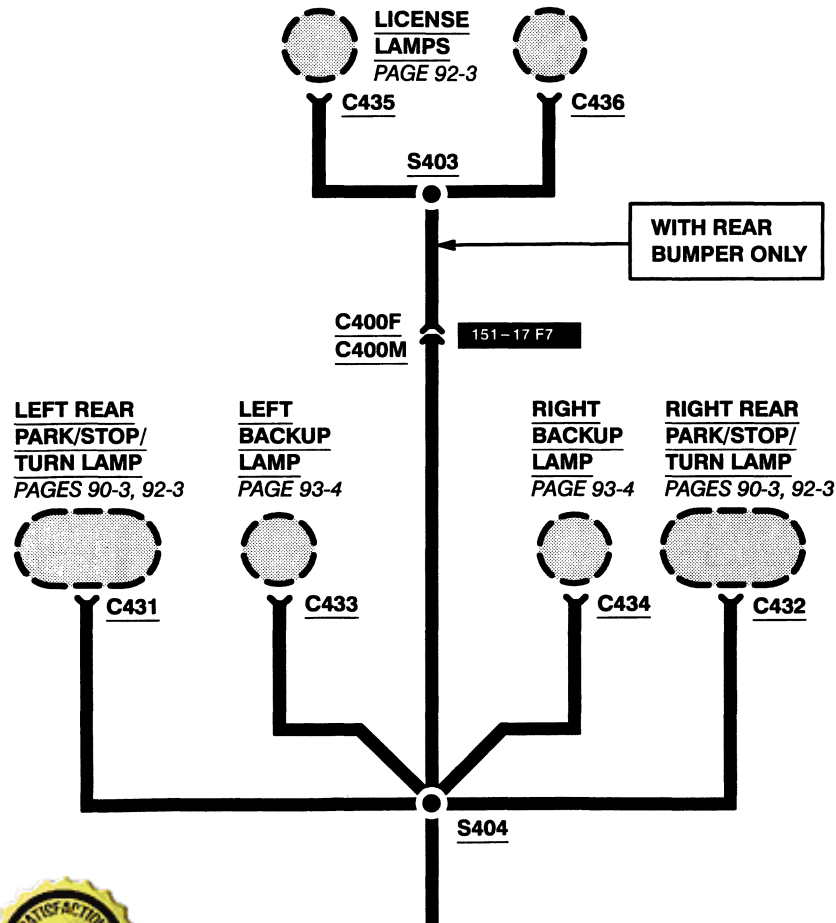 LICENSE
LAMPS
PAGE 92-3
C435
C436
S403
WITH REAR
BUMPER ONLY
C400F
C400M
151-17 F7
LEFT REAR
PARK/STOP/
TURN LAMP
PAGES 90-3, 92-3
LEFT
BACKUP
LAMP
PAGE 93-4
RIGHT
BACKUP
LAMP
PAGE 93-4
RIGHT REAR
PARK/STOP/
TURN LAMP
PAGES 90-3, 92-3
C431
C433
C434
C432
S404